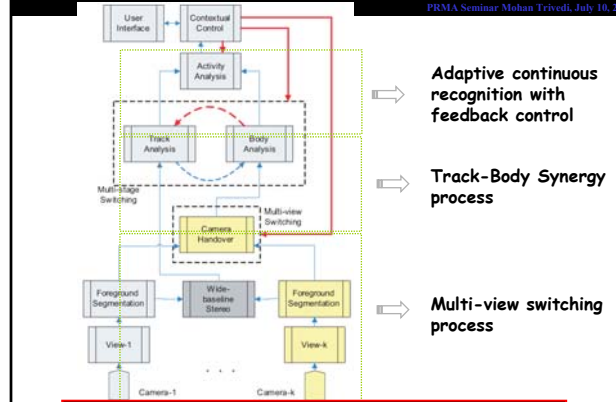 PRMA Seminar Mohan Trivedi, July 10, 2
User
Interface
Contextual
Control
Activity
Analysis
Adaptive continuous
recognition with
feedback control
Track
Analysis
Body
Analysis
Track-Body Synergy
process
Multi-stage
Switching
Multi-view
Switching
Camera
Handover
Foreground
Segmentation
Wide-
baseline
Stereo
Foreground
Segmentation
Multi-view switching
process
View-1
View-k
. . .
Camera-1
Camera-k